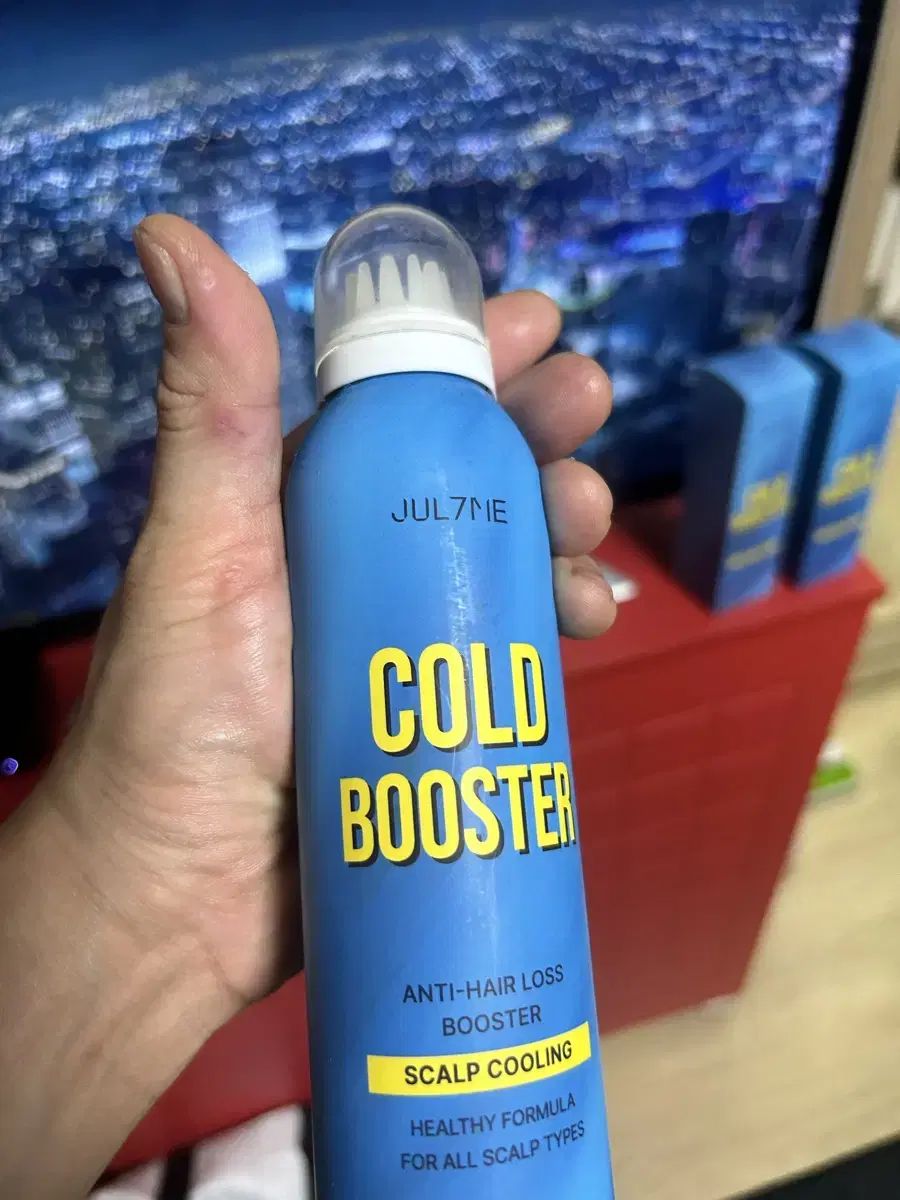 JUL7ME
COLD
BOOSTER
ANTI-HAIR LOSS
BOOSTER
SCALP COOLING
HEALTHY FORMULA
FOR ALL SCALP TYPES